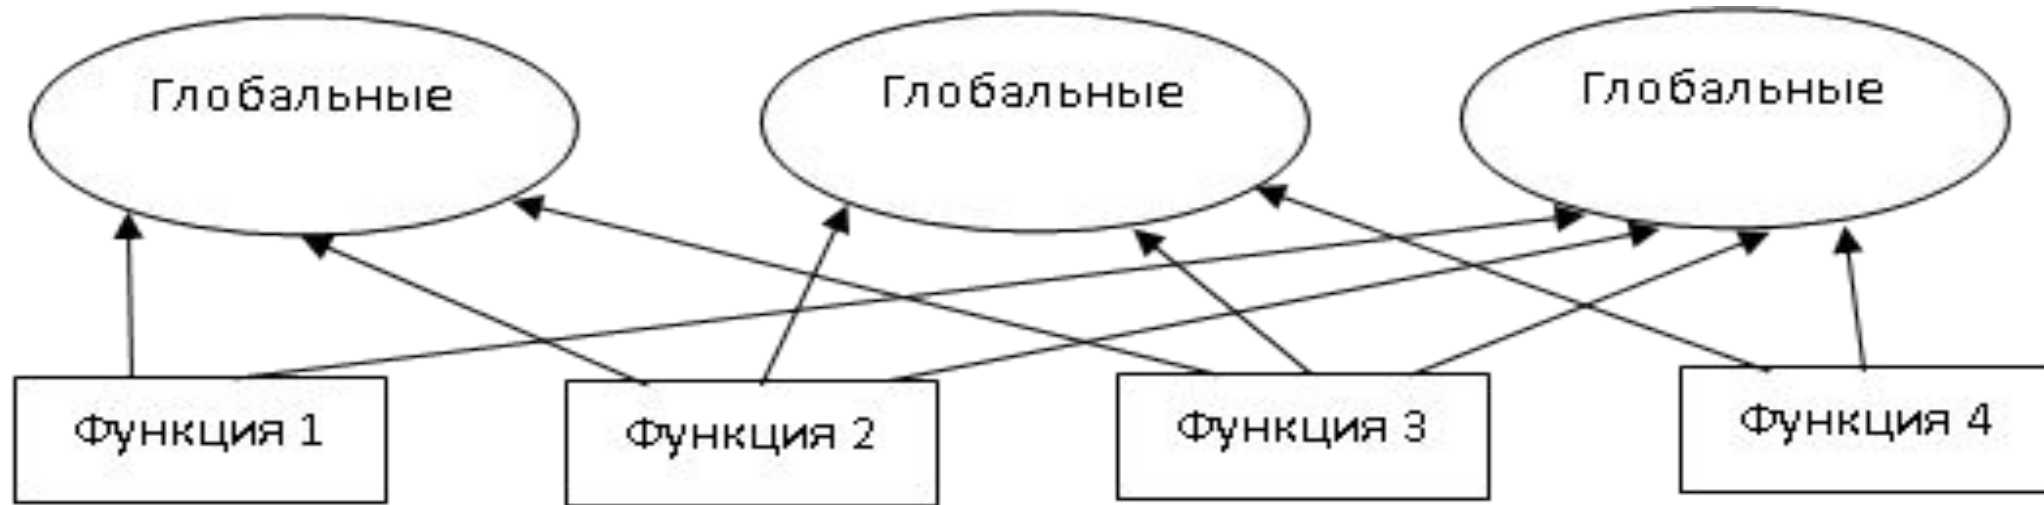 Глобальные
Глобальные
Глобальные
Функция 1
Функция 2
Функция 3
Функция 4